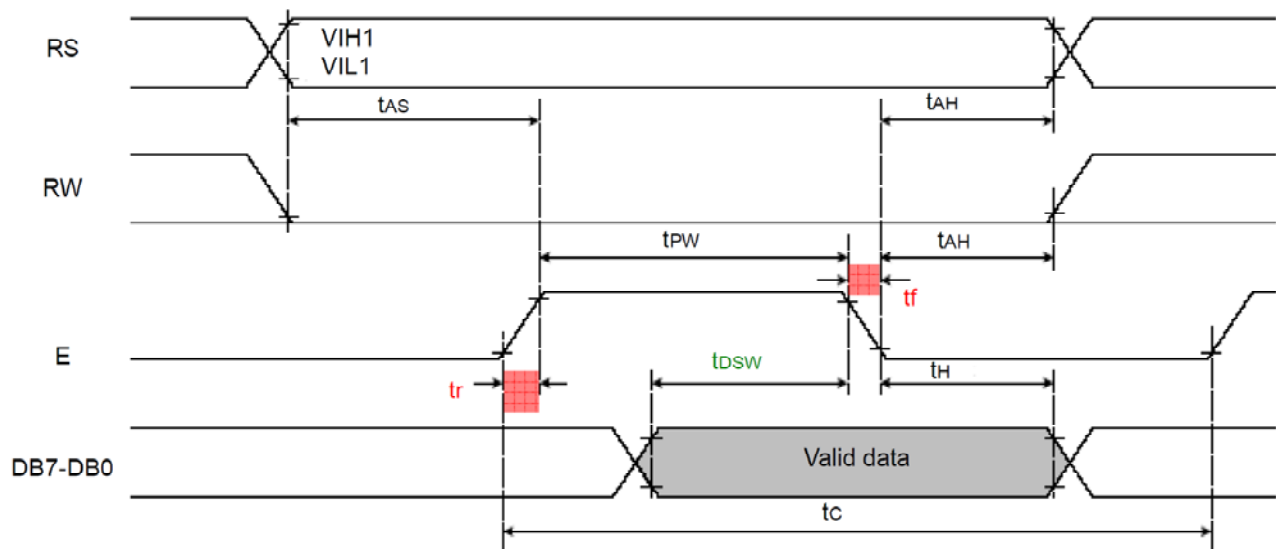 RS
VIH1
VIL1
tAS
tAH
RW
tPW
tAH
tf
E
tDSW
tH
tr
DB7-DB0
Valid data
tC